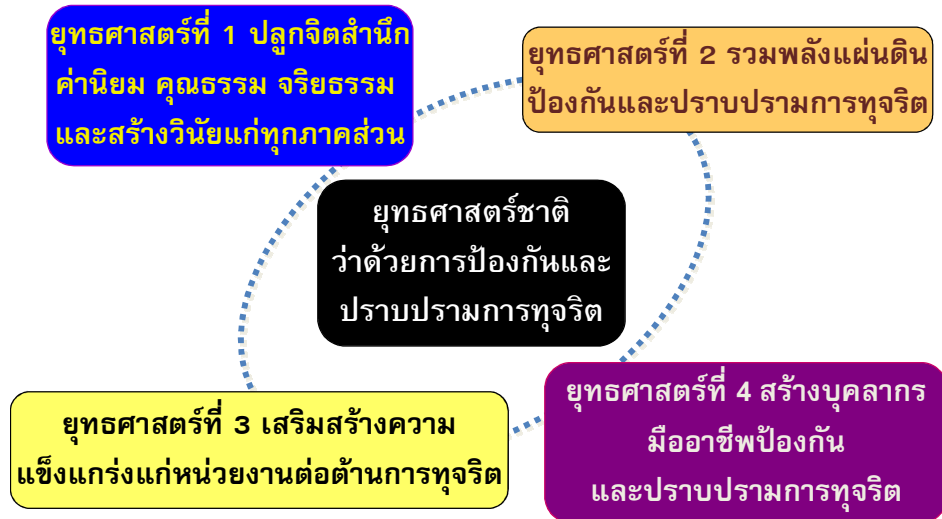 ยุทธศาสตร์ที่ 1 ปลูกจิตสำนึก
ค่านิยม คุณธรรม จริยธรรม
และสร้างวินัยแก่ทุกภาคส่วน
ยุทธศาสตร์ที่ 2 รวมพลังแผ่นดิน
ป้องกันและปราบปรามการทุจริต
ยุทธศาสตร์ชาติ
ว่าด้วยการป้องกันและ
ปราบปรามการทุจริต
ยุทธศาสตร์ที่ 3 เสริมสร้างความ
แข็งแกร่งแก่หน่วยงานต่อต้านการทุจริต
ยุทธศาสตร์ที่ 4 สร้างบุคลากร
มืออาชีพป้องกัน
และปราบปรามการทุจริต